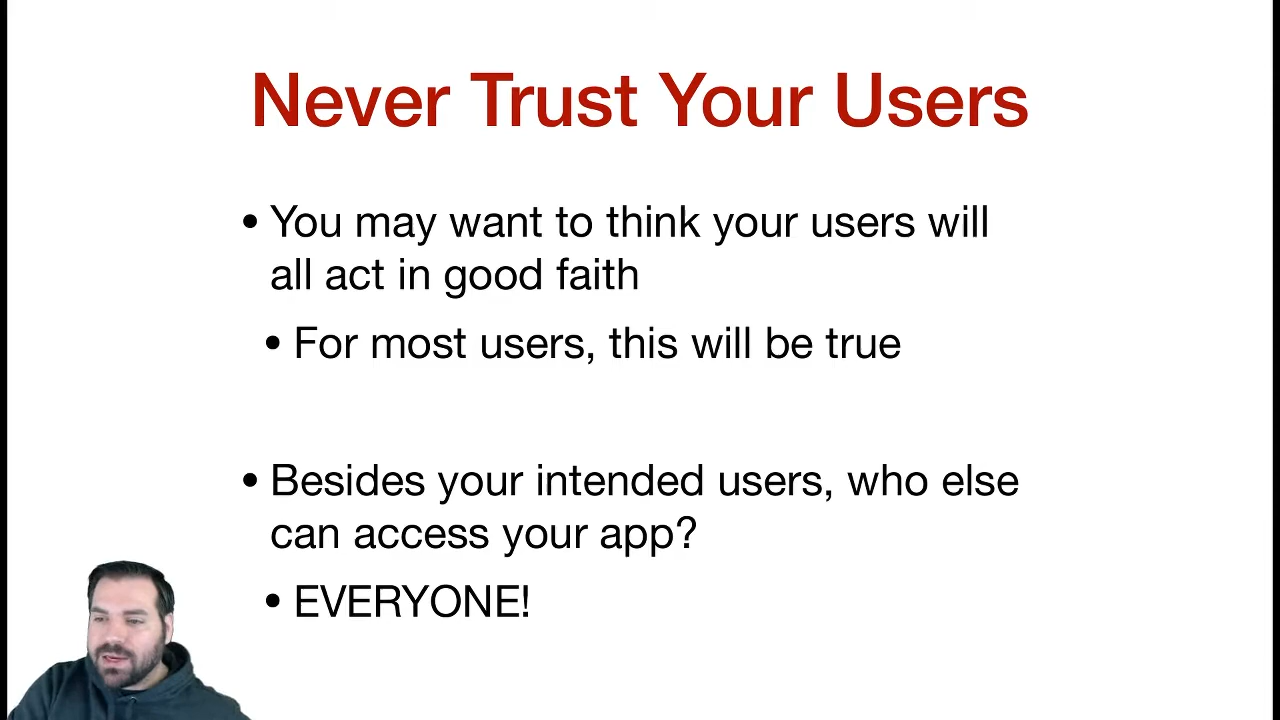 Never Trust Your Users
• You may want to think your users will
all act in good faith
• For most users, this will be true
• Besides your intended users, who else
can access your app?
• EVERYONE!